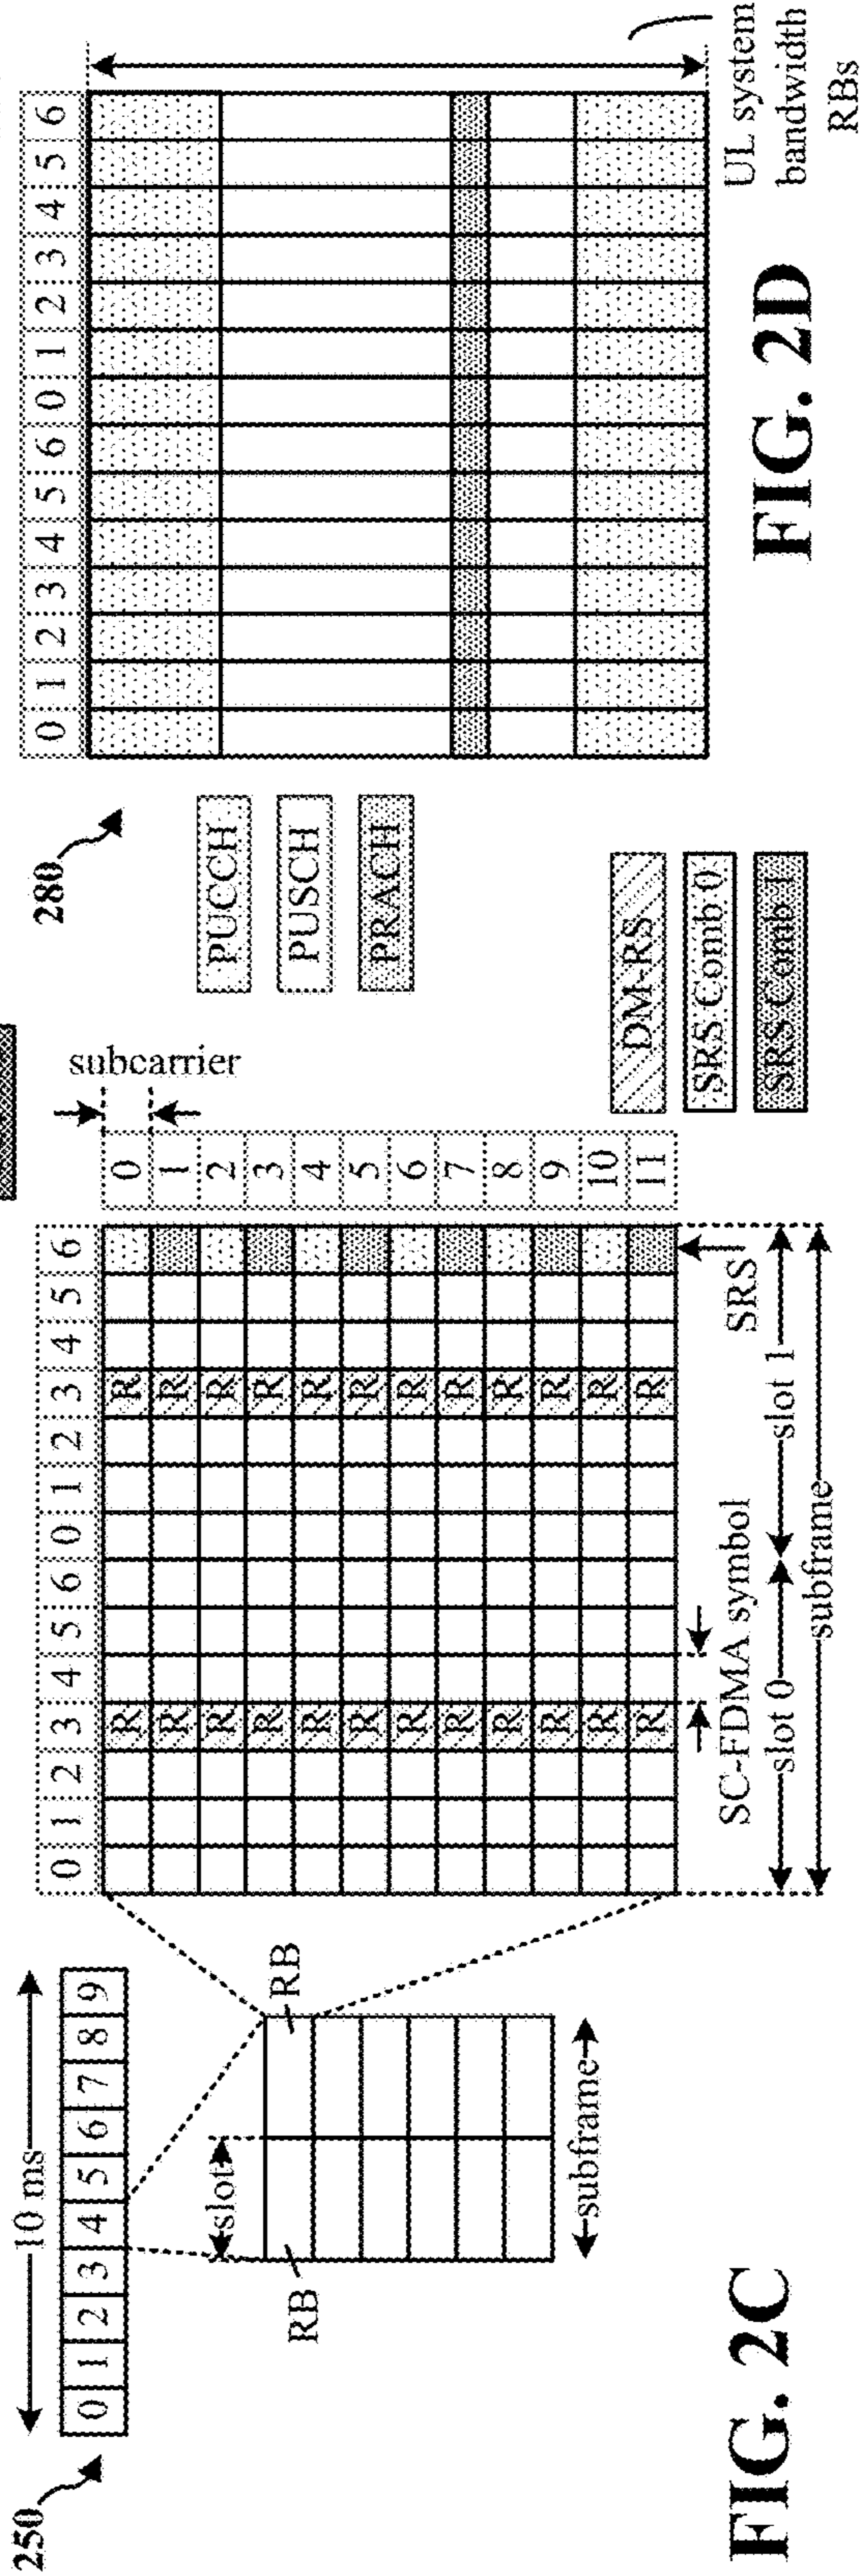 250
10 ms
0 1 2 3 4 5 6 7 8 9
slot
RB
RB
subframe
0 1 2 3 4 5 6 0 1 2 3 4 5 6
subcarrier
R R 0
R R 1
R R 2
R R 3
R R 4
R R 5
R R 6
R R 7
R R 8
R R 9
R R 10
R R 11
SC-FDMA symbol
SRS
slot 0
slot 1
subframe
DM-RS
SRS Comb 0
SRS Comb 1
FIG. 2C
280
PUCCH
PUSCH
PRACH
0 1 2 3 4 5 6 0 1 2 3 4 5 6
UL system
bandwidth
RBs
FIG. 2D